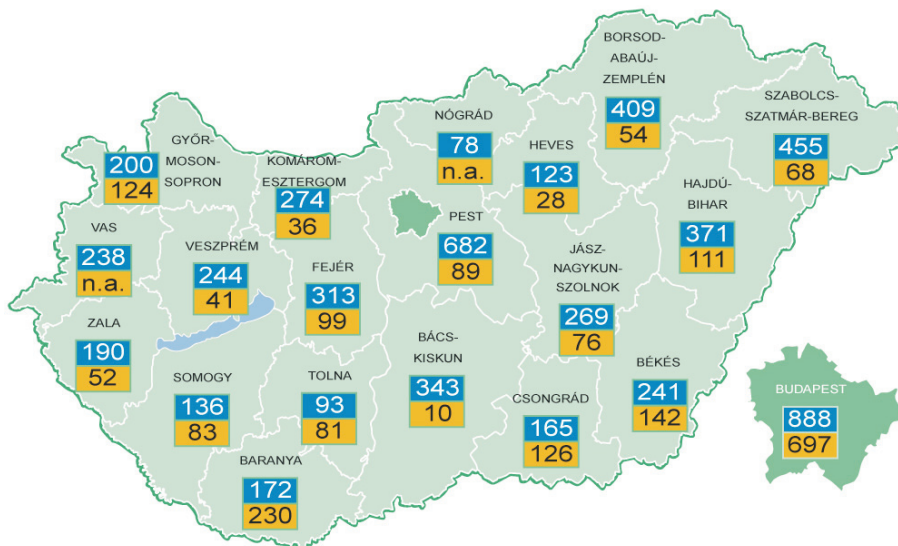 BORSOD-
ABAÚJ-
ZEMPLÉN
409
54
SZABOLCS-
SZATMÁR-BEREG
455
68
NÓGRÁD
78
n.a.
HEVES
123
28
GYŐR-
MOSON-
SOPRON
200
124
KOMÁROM-
ESZTERGOM
274
36
HAJDÚ-
BIHAR
371
111
PEST
682
89
VAS
238
n.a.
VESZPRÉM
244
41
FEJÉR
313
99
JÁSZ-
NAGYKUN-
SZOLNOK
269
76
ZALA
190
52
BÁCS-
KISKUN
343
10
SOMOGY
136
83
TOLNA
93
81
CSONGRÁD
165
126
BÉKÉS
241
142
BUDAPEST
888
697
BARANYA
172
230